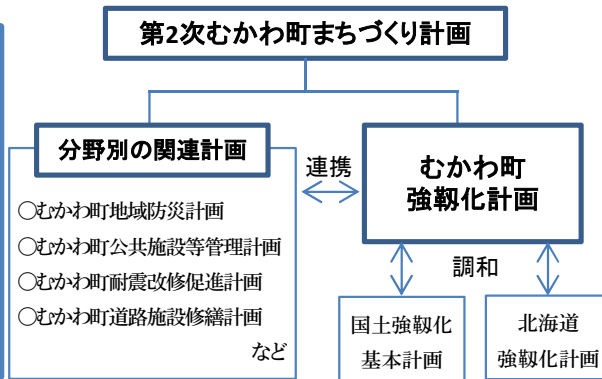 第2次むかわ町まちづくり計画
分野別の関連計画
○むかわ町地域防災計画
○むかわ町公共施設等管理計画
○むかわ町耐震改修促進計画
○むかわ町道路施設修繕計画
など
連携
むかわ町
強靱化計画
調和
国土強靱化
基本計画
北海道
強靱化計画